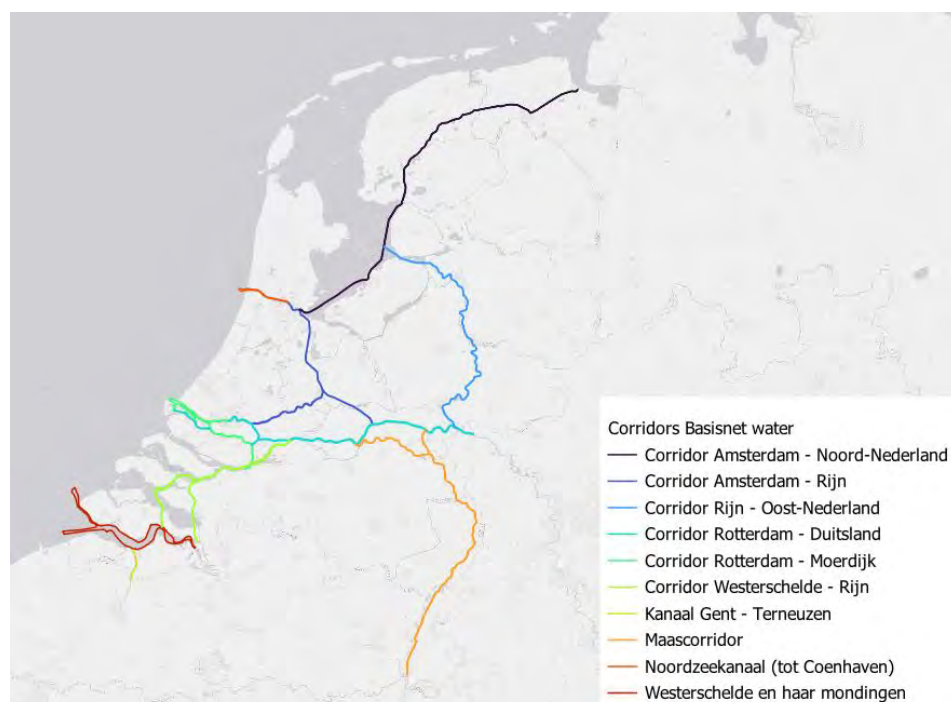 Corridors Basisnet water
Corridor Amsterdam - Noord-Nederland
Corridor Amsterdam - Rijn
Corridor Rijn - Oost-Nederland
Corridor Rotterdam - Duitsland
Corridor Rotterdam - Moerdijk
Corridor Westerschelde - Rijn
Kanaal Gent - Terneuzen
Maascorridor
Noordzeekanaal (tot Coenhaven)
Westerschelde en haar mondingen